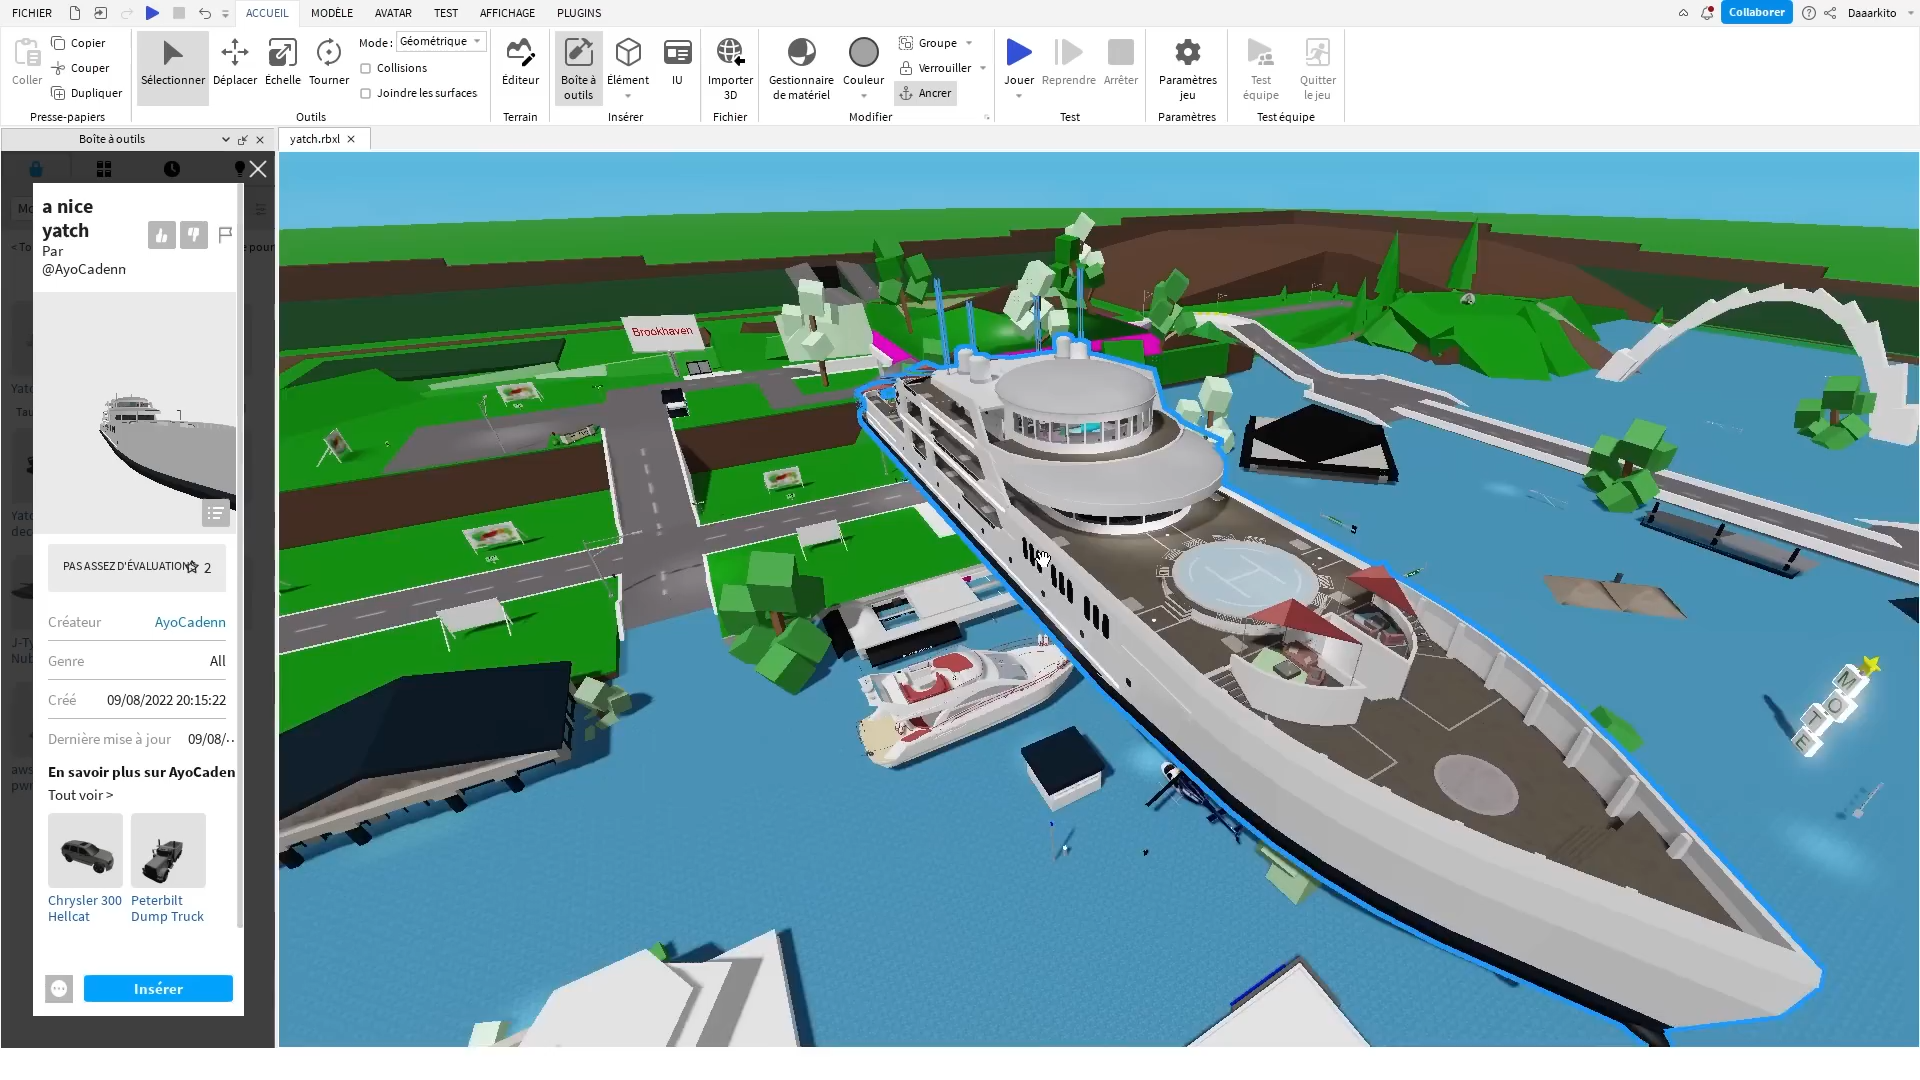 FICHIER
ACCUEIL
MODÈLE
AVATAR
TEST
AFFICHAGE
PLUGINS
Collaborer
Daaarkito
Coller
Copier
Couper
Dupliquer
Presse-papiers
Sélectionner
Déplacer
Échelle
Tourner
Mode :
Géométrique
Collisions
Joindre les surfaces
Outils
Éditeur
Terrain
Boîte à
outils
Élément
IU
Insérer
Importer
3D
Fichier
Gestionnaire
de matériel
Couleur
Groupe
Verrouiller
Ancrer
Modifier
Jouer
Reprendre
Arrêter
Test
Paramètres
jeu
Paramètres
Test
équipe
Quitter
le jeu
Test équipe
Boîte à outils
yatch.rbxl
a nice
yatch
Par
@AyoCadenn
PAS ASSEZ D'ÉVALUATION
2
Créateur
AyoCadenn
Genre
All
Créé
09/08/2022 20:15:22
Dernière mise à jour
09/08/..
En savoir plus sur AyoCaden
Tout voir >
Chrysler 300
Hellcat
Peterbilt
Dump Truck
Insérer
Brookhaven
H
M
O
T
E